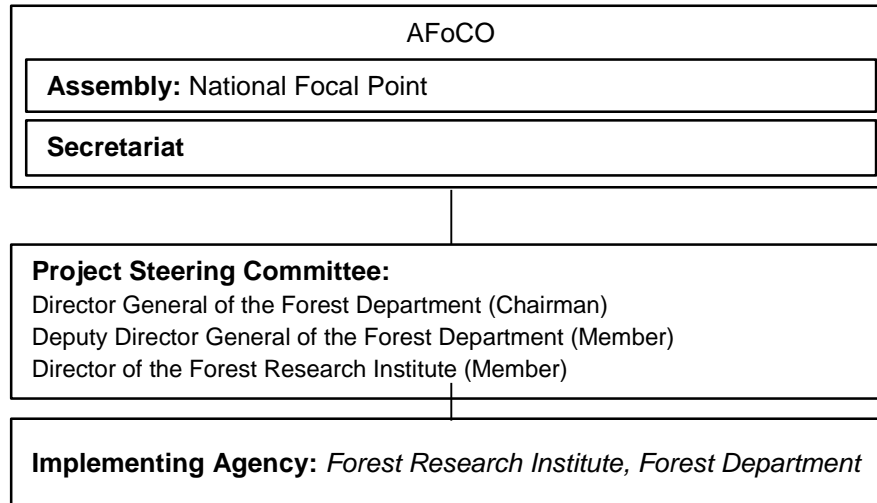 AFoCO
Assembly: National Focal Point
Secretariat
Project Steering Committee:
Director General of the Forest Department (Chairman)
Deputy Director General of the Forest Department (Member)
Director of the Forest Research Institute (Member)
Implementing Agency: Forest Research Institute, Forest Department